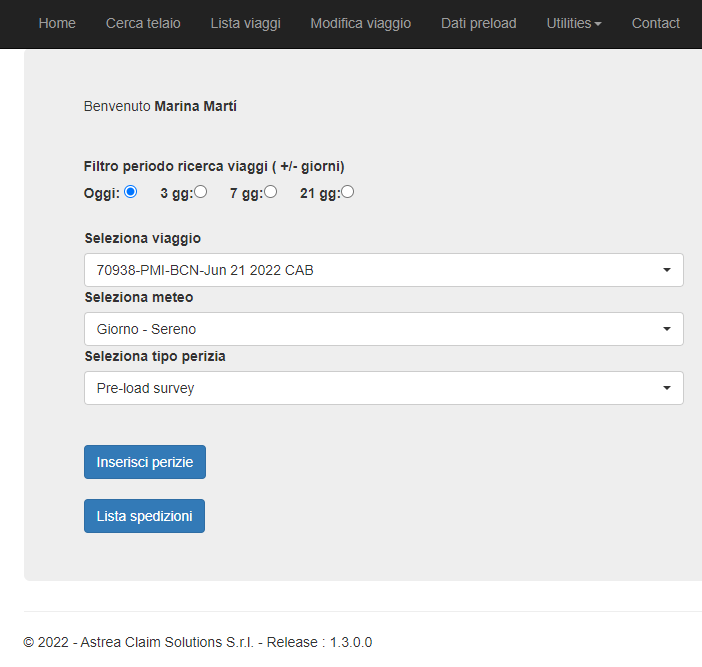 Home Cerca telaio Lista viaggi Modifica viaggio Dati preload Utilities Contact
Benvenuto Marina Martí
Filtro periodo ricerca viaggi ( +/- giorni)
Oggi: 3 gg: 7 gg: 21 gg:
Seleziona viaggio
70938-PMI-BCN-Jun 21 2022 CAB
Seleziona meteo
Giorno - Sereno
Seleziona tipo perizia
Pre-load survey
Inserisci perizie
Lista spedizioni
© 2022 - Astrea Claim Solutions S.r.l. - Release : 1.3.0.0